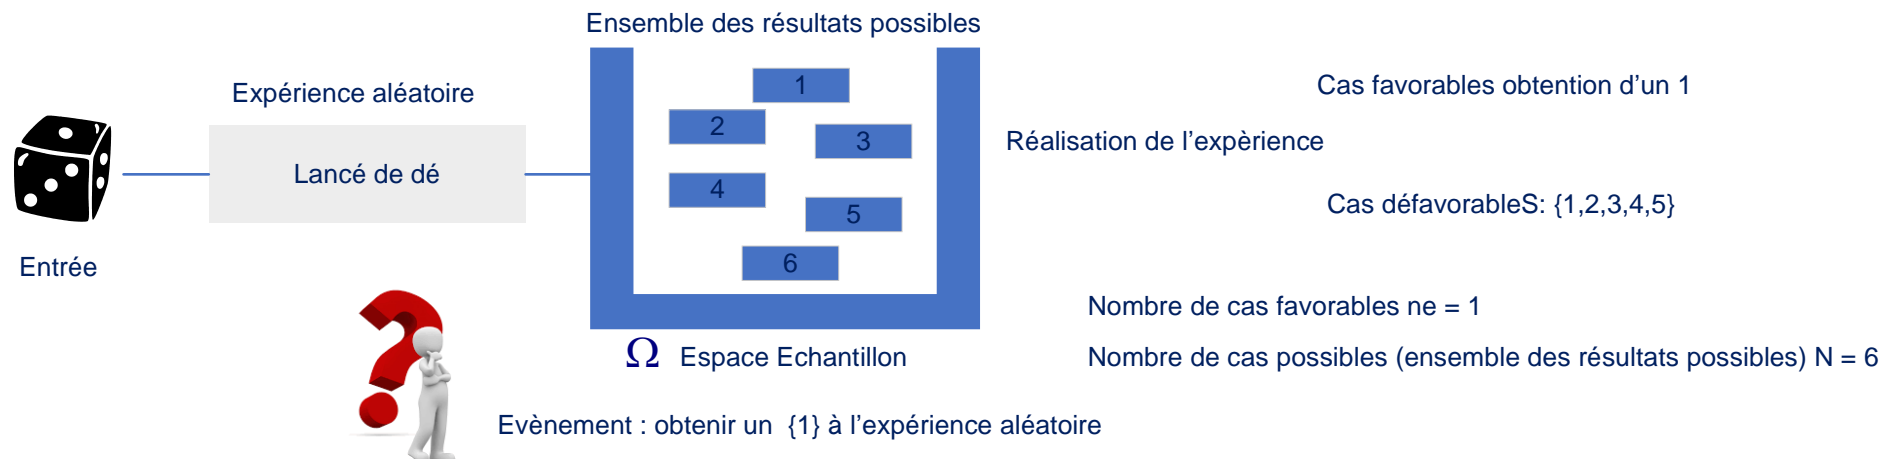 Ensemble des résultats possibles
Expérience aléatoire
1
Cas favorables obtention d’un 1
2
3
Réalisation de l’expèrience
Lancé de dé
4
5
Cas défavorableS: {1,2,3,4,5}
6
Entrée
Nombre de cas favorables ne = 1
Ω Espace Echantillon
Nombre de cas possibles (ensemble des résultats possibles) N = 6
Evènement : obtenir un {1} à l’expérience aléatoire